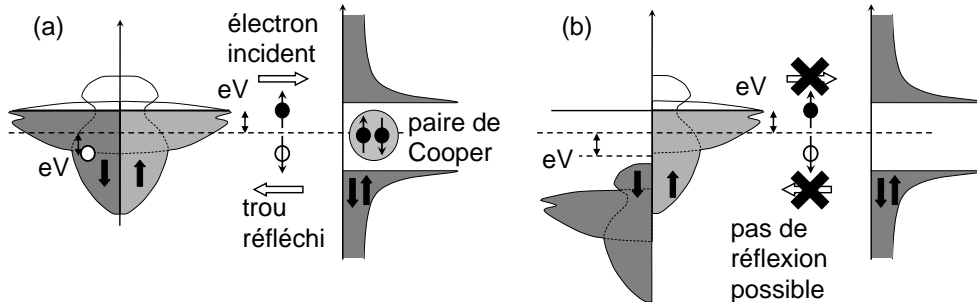 (a)
électron
incident
eV
eV
trou
réfléchi
paire de
Cooper
(b)
eV
eV
pas de
réflexion
possible